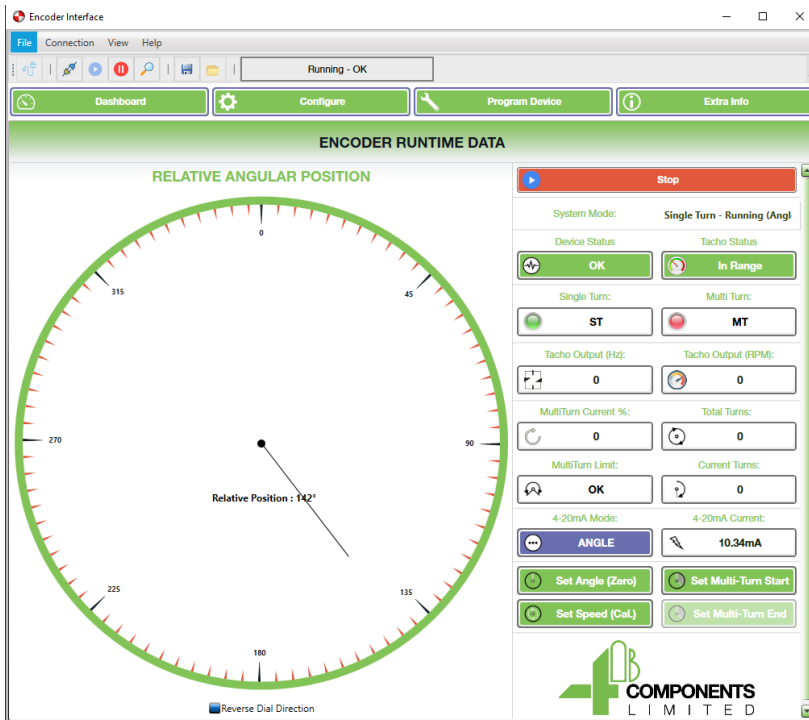 Encoder Interface
File Connection View Help
Running - OK
Dashboard Configure Program Device Extra Info
ENCODER RUNTIME DATA
RELATIVE ANGULAR POSITION
0
45
90
135
180
225
270
315
Relative Position : 142°
Reverse Dial Direction
Stop
System Mode: Single Turn - Running (Angl
Device Status Tacho Status
OK In Range
Single Turn: Multi Turn:
ST MT
Tacho Output (Hz): Tacho Output (RPM):
0 0
MultiTurn Current %: Total Turns:
0 0
MultiTurn Limit: Current Turns:
OK 0
4-20mA Mode: 4-20mA Current:
ANGLE 10.34mA
Set Angle (Zero) Set Multi-Turn Start
Set Speed (Cal.) Set Multi-Turn End
4B
COMPONENTS
LIMITED